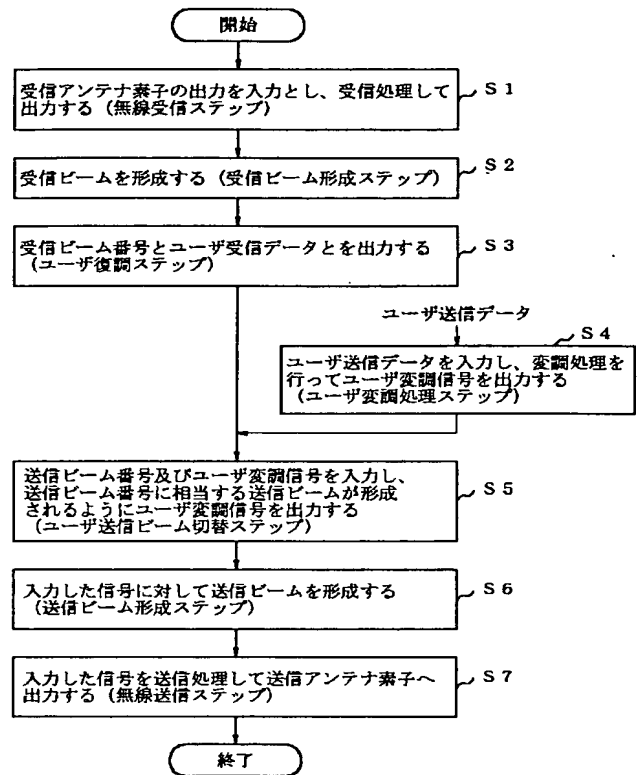 開始
受信アンテナ素子の出力を入力とし、受信処理して
出力する（無線受信ステップ）
S1
受信ビームを形成する（受信ビーム形成ステップ）
S2
受信ビーム番号とユーザ受信データとを出力する
（ユーザ復調ステップ）
S3
ユーザ送信データ
S4
ユーザ送信データを入力し、変調処理を
行ってユーザ変調信号を出力する
（ユーザ変調処理ステップ）
送信ビーム番号及びユーザ変調信号を入力し、
送信ビーム番号に相当する送信ビームが形成
されるようにユーザ変調信号を出力する
（ユーザ送信ビーム切替ステップ）
S5
入力した信号に対して送信ビームを形成する
（送信ビーム形成ステップ）
S6
入力した信号を送信処理して送信アンテナ素子へ
出力する（無線送信ステップ）
S7
終了